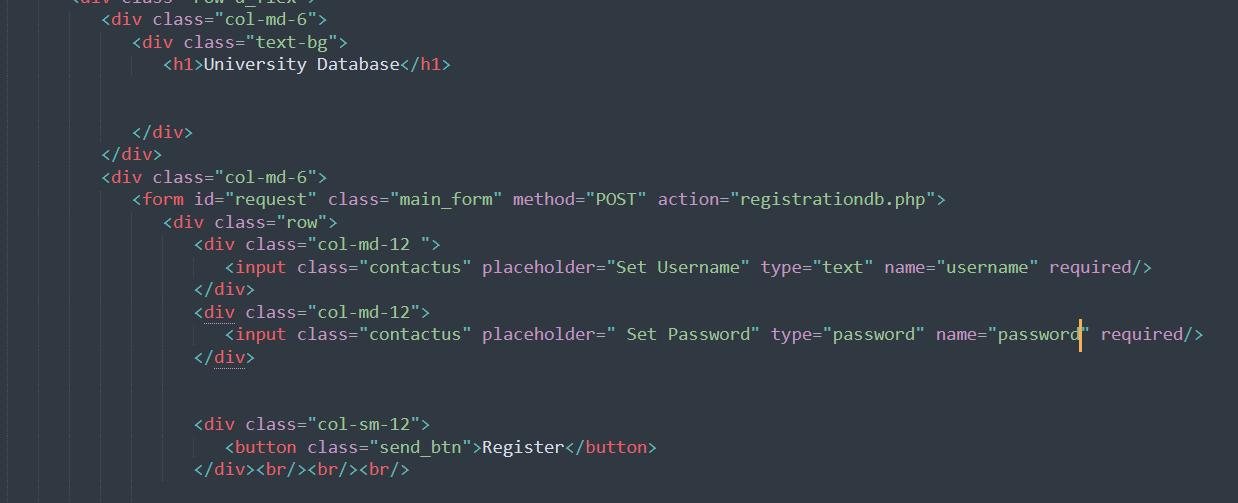 <div class="row d_flex">
<div class="col-md-6">
<div class="text-bg">
<h1>University Database</h1>
</div>
</div>
<div class="col-md-6">
<form id="request" class="main_form" method="POST" action="registrationdb.php">
<div class="row">
<div class="col-md-12 ">
<input class="contactus" placeholder="Set Username" type="text" name="username" required/>
</div>
<div class="col-md-12">
<input class="contactus" placeholder=" Set Password" type="password" name="password" required/>
</div>
<div class="col-sm-12">
<button class="send_btn">Register</button>
</div><br/><br/><br/>